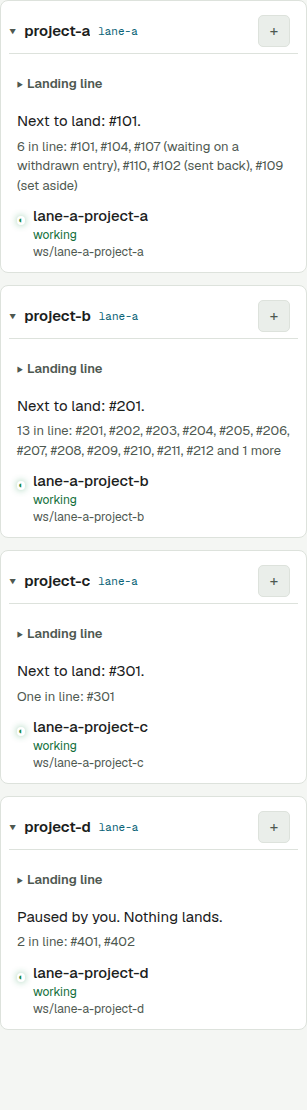 project-a lane-a +
Landing line
Next to land: #101.
6 in line: #101, #104, #107 (waiting on a
withdrawn entry), #110, #102 (sent back), #109
(set aside)
lane-a-project-a
working
ws/lane-a-project-a
project-b lane-a +
Landing line
Next to land: #201.
13 in line: #201, #202, #203, #204, #205, #206,
#207, #208, #209, #210, #211, #212 and 1 more
lane-a-project-b
working
ws/lane-a-project-b
project-c lane-a +
Landing line
Next to land: #301.
One in line: #301
lane-a-project-c
working
ws/lane-a-project-c
project-d lane-a +
Landing line
Paused by you. Nothing lands.
2 in line: #401, #402
lane-a-project-d
working
ws/lane-a-project-d